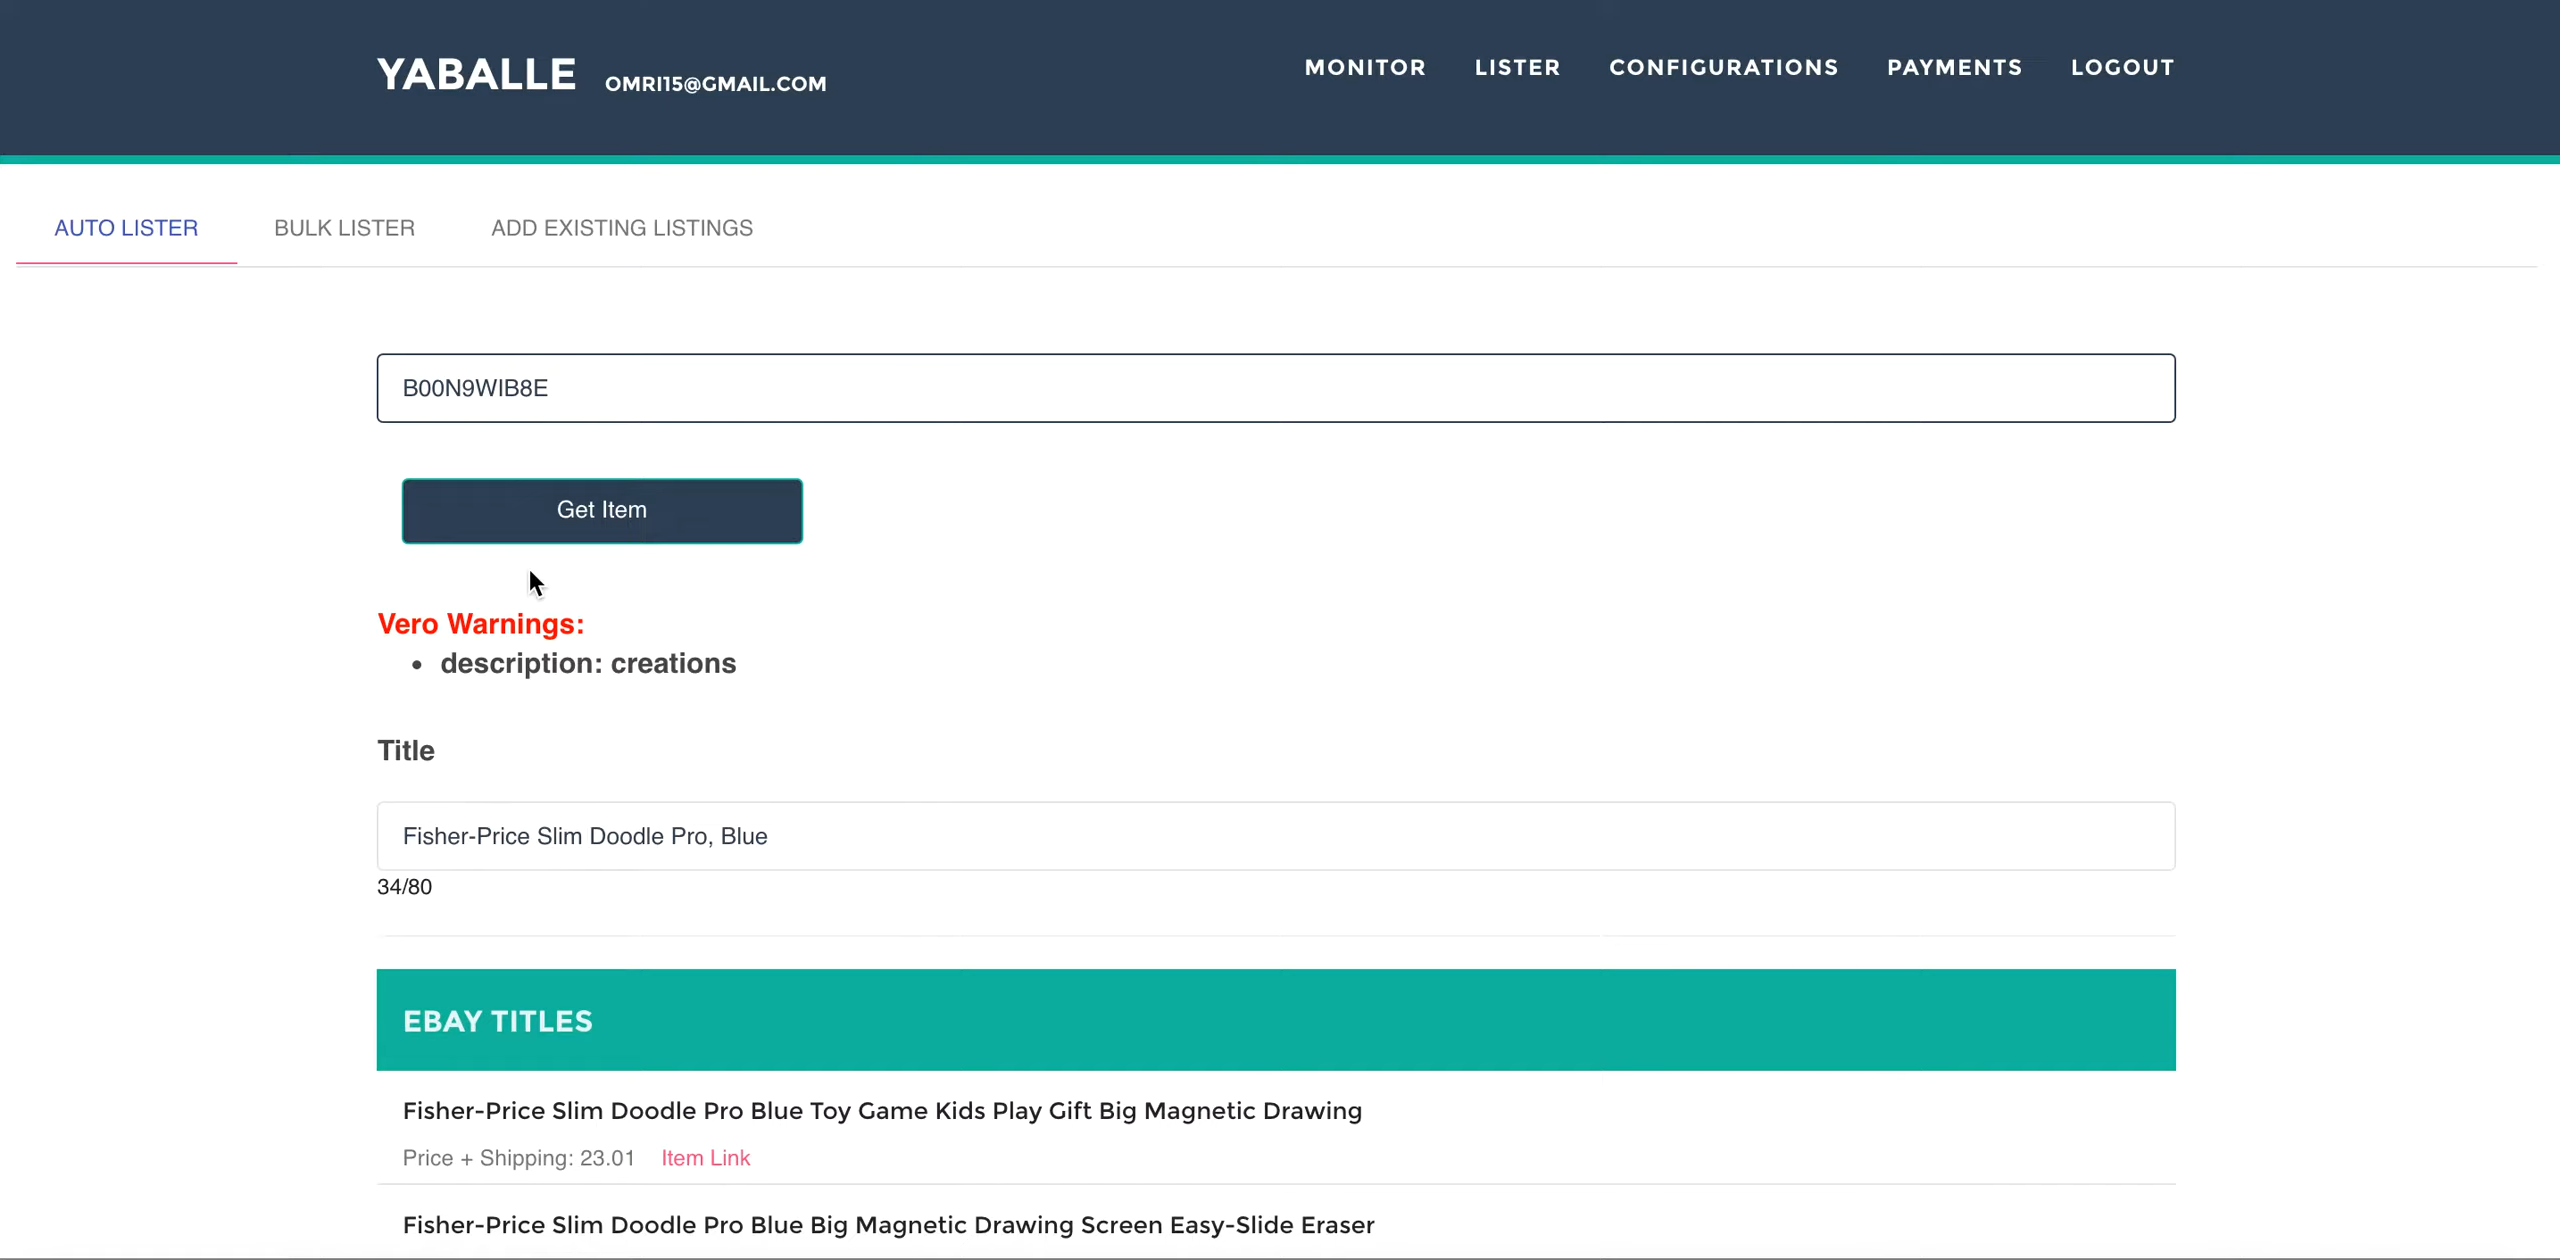 YABALLE OMRI15@GMAIL.COM MONITOR LISTER CONFIGURATIONS PAYMENTS LOGOUT
AUTO LISTER BULK LISTER ADD EXISTING LISTINGS
B00N9WIB8E
Get Item
Vero Warnings:
• description: creations
Title
Fisher-Price Slim Doodle Pro, Blue
34/80
EBAY TITLES
Fisher-Price Slim Doodle Pro Blue Toy Game Kids Play Gift Big Magnetic Drawing
Price + Shipping: 23.01 Item Link
Fisher-Price Slim Doodle Pro Blue Big Magnetic Drawing Screen Easy-Slide Eraser